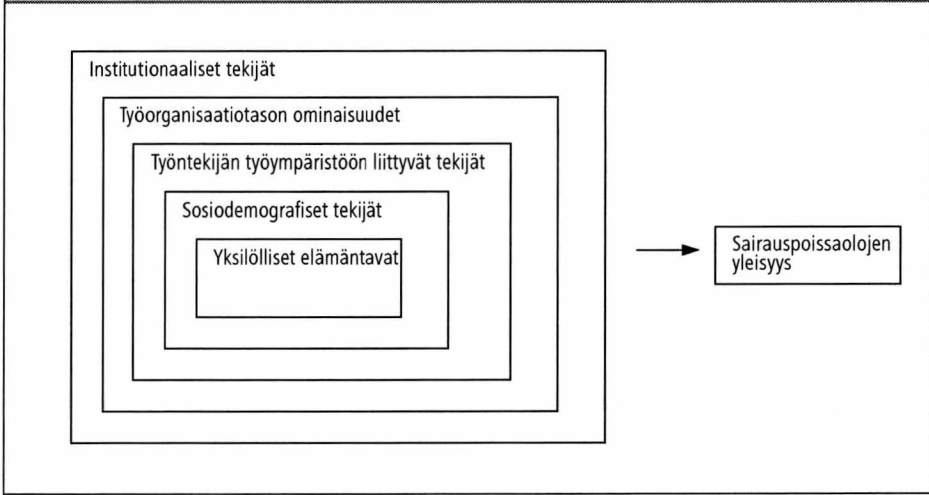 Institutionaaliset tekijät
Työorganisaatiotason ominaisuudet
Työntekijän työympäristöön liittyvät tekijät
Sosiodemografiset tekijät
Yksilölliset elämäntavat
Sairauspoissaolojen
yleisyys